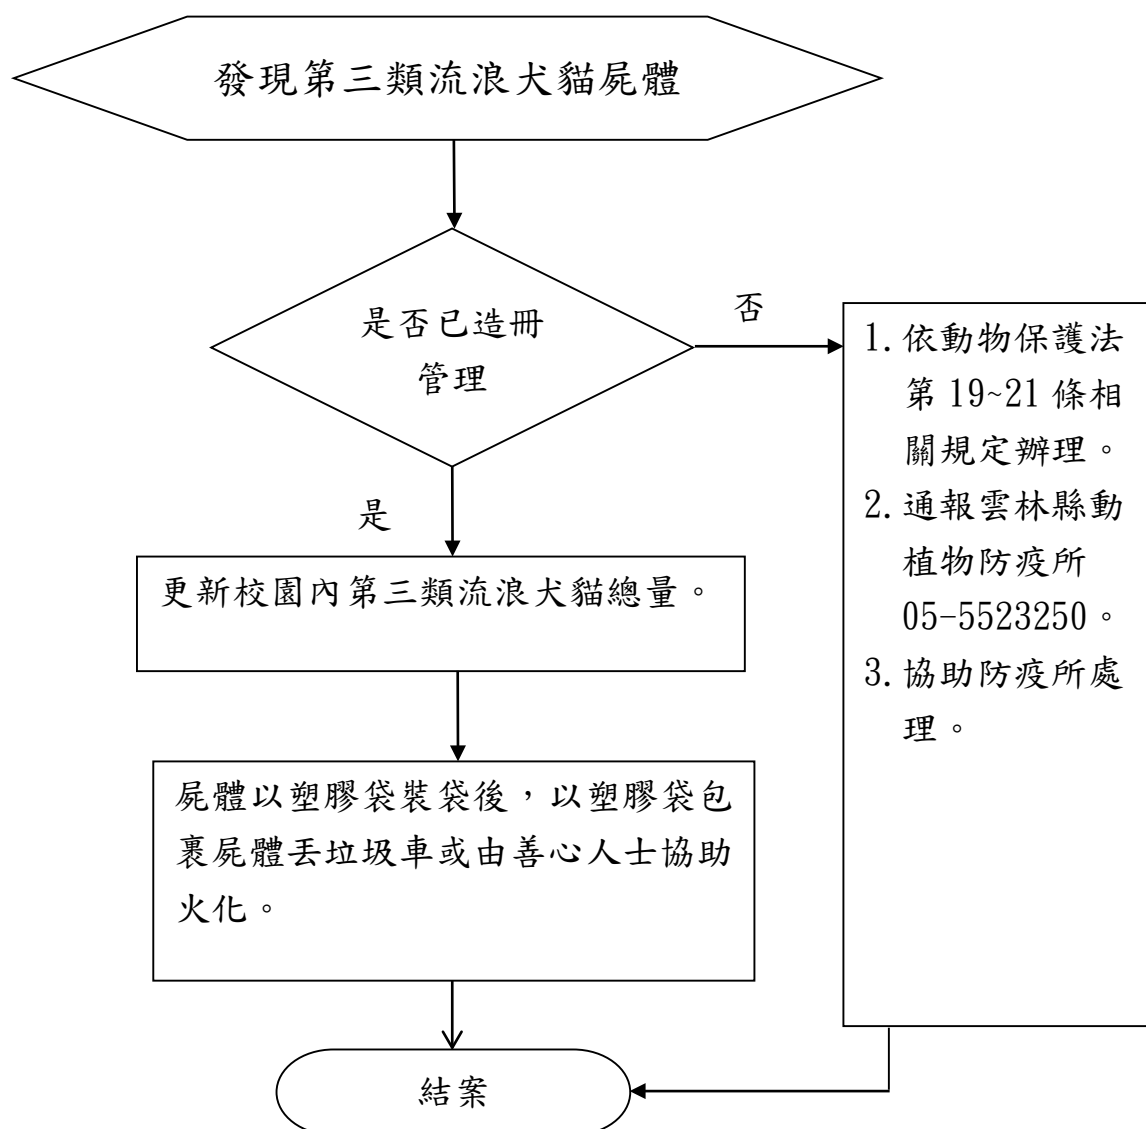 發現第三類流浪犬貓屍體
是否已造冊
管理
否
1.依動物保護法
第 19~21 條相
關規定辦理。
2.通報雲林縣動
植物防疫所
05-5523250。
3.協助防疫所處
理。
是
更新校園內第三類流浪犬貓總量。
屍體以塑膠袋裝袋後，以塑膠袋包
裹屍體丟垃圾車或由善心人士協助
火化。
結案